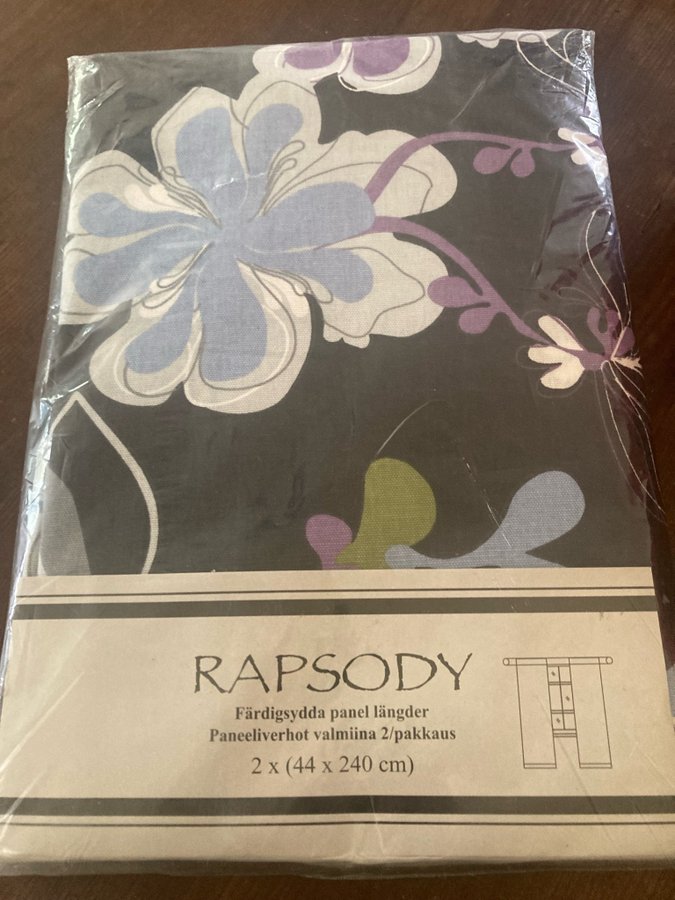 RAPSODY
Färdigsydda panel längder
Paneeliverhot valmiina 2/pakkaus
2 x (44 x 240 cm)